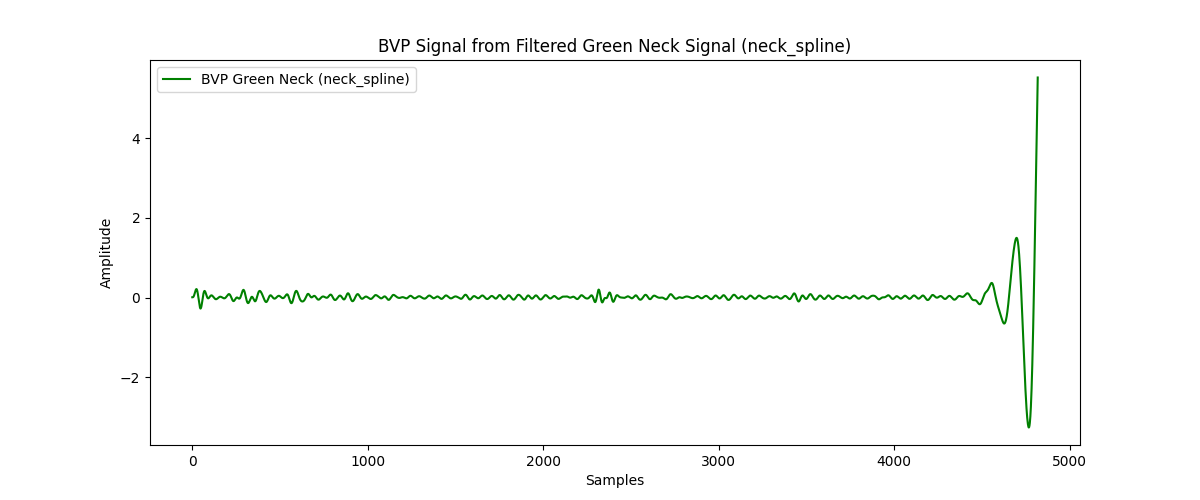 BVP Signal from Filtered Green Neck Signal (neck_spline)
BVP Green Neck (neck_spline)
Amplitude
4
2
0
−2
0 1000 2000 3000 4000 5000
Samples